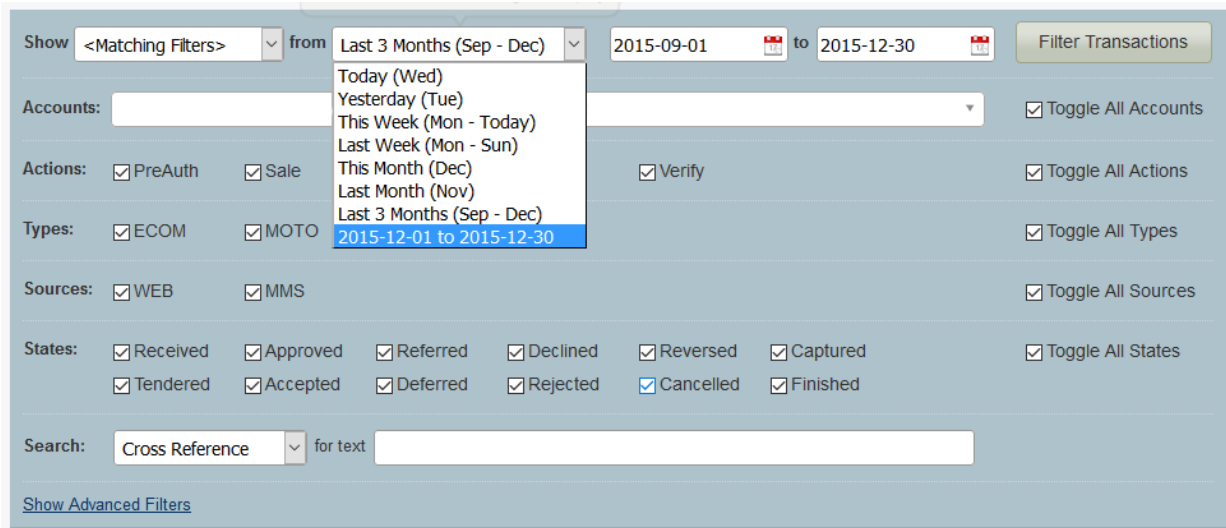 Show <Matching Filters> from Last 3 Months (Sep - Dec) 2015-09-01 to 2015-12-30 Filter Transactions
Today (Wed)
Yesterday (Tue)
This Week (Mon - Today)
Last Week (Mon - Sun)
This Month (Dec)
Last Month (Nov)
Last 3 Months (Sep - Dec)
2015-12-01 to 2015-12-30
Accounts: Toggle All Accounts
Actions: PreAuth Sale Verify Toggle All Actions
Types: ECOM MOTO Toggle All Types
Sources: WEB MMS Toggle All Sources
States: Received Approved Referred Declined Reversed Captured Toggle All States
Tendered Accepted Deferred Rejected Cancelled Finished
Search: Cross Reference for text
Show Advanced Filters